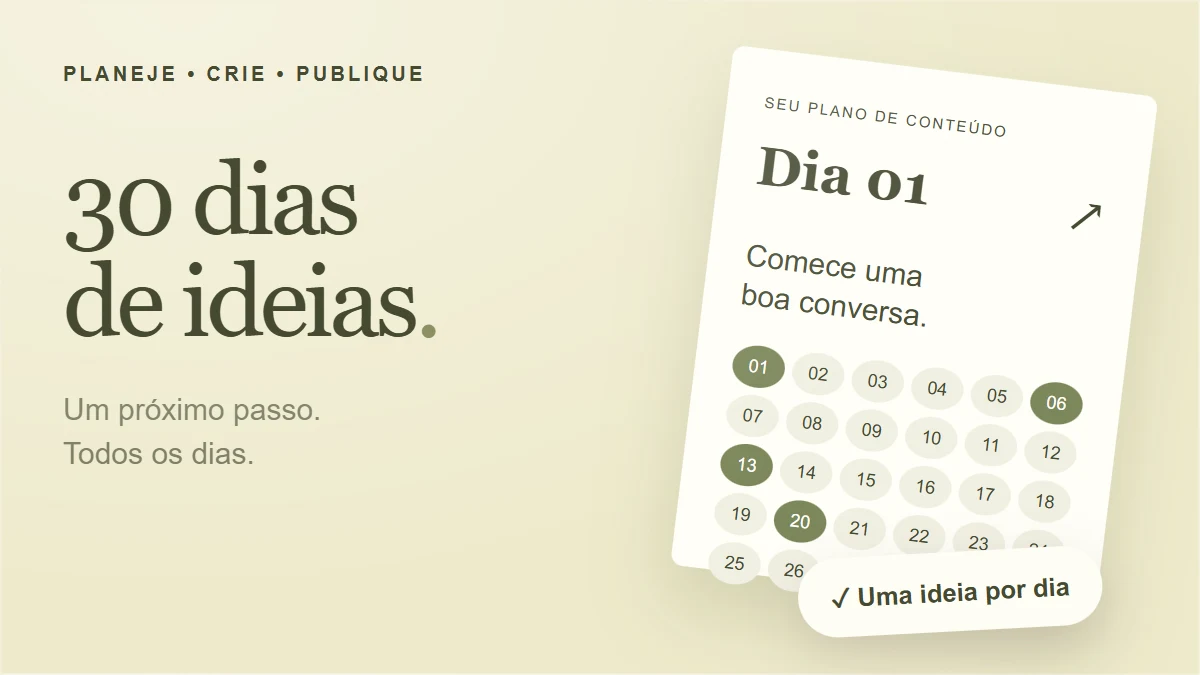 PLANEJE • CRIE • PUBLIQUE
30 dias
de ideias.
Um próximo passo.
Todos os dias.
SEU PLANO DE CONTEÚDO
Dia 01
↗
Comece uma
boa conversa.
01 02 03 04 05 06
07 08 09 10 11 12
13 14 15 16 17 18
19 20 21 22 23
25 26
✓ Uma ideia por dia